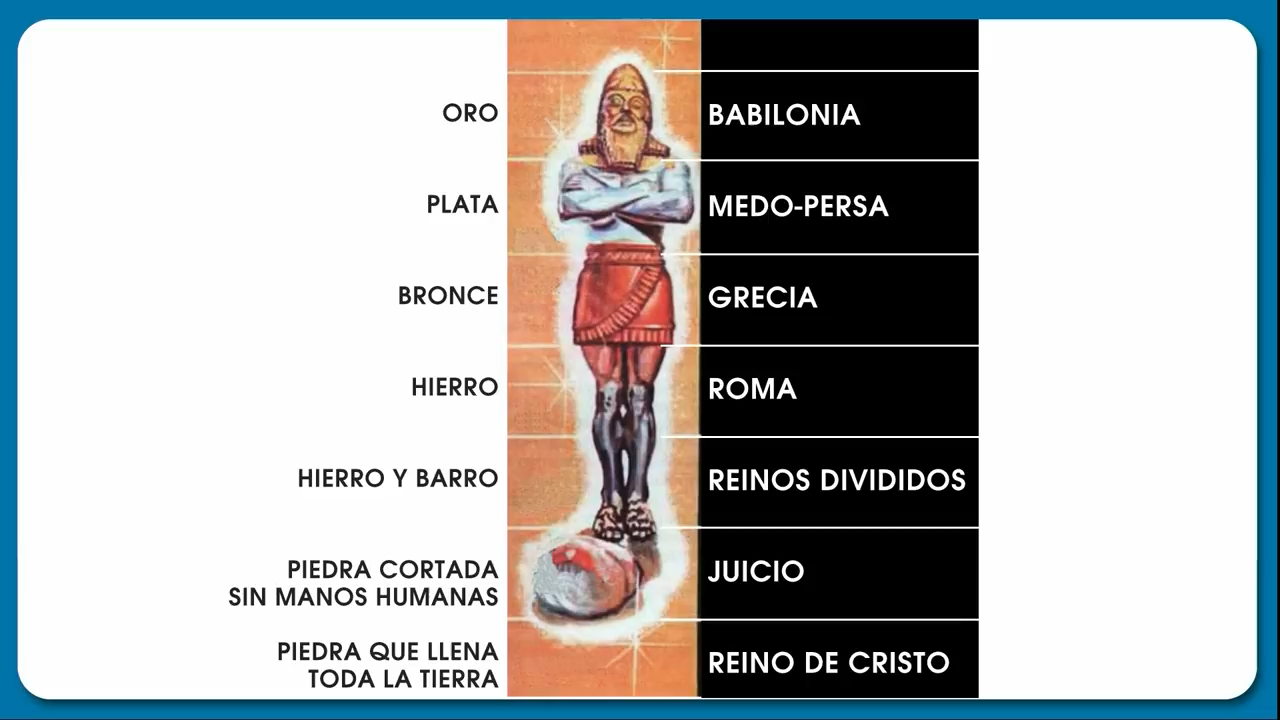 ORO
BABILONIA
PLATA
MEDO-PERSA
BRONCE
GRECIA
HIERRO
ROMA
HIERRO Y BARRO
REINOS DIVIDIDOS
PIEDRA CORTADA
SIN MANOS HUMANAS
JUICIO
PIEDRA QUE LLENA
TODA LA TIERRA
REINO DE CRISTO